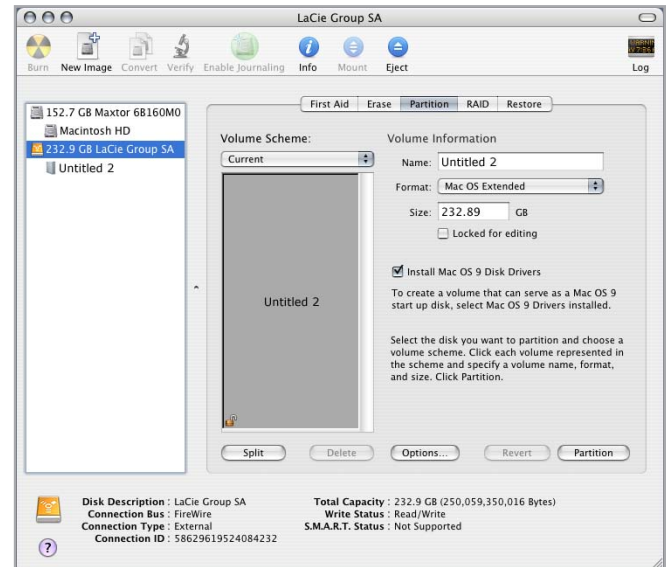 LaCie Group SA
Burn New Image Convert Verify Enable Journaling Info Mount Eject Log
152.7 GB Maxtor 6B160M0
Macintosh HD
232.9 GB LaCie Group SA
Untitled 2
First Aid Erase Partition RAID Restore
Volume Scheme:
Current
Untitled 2
Volume Information
Name: Untitled 2
Format: Mac OS Extended
Size: 232.89 GB
Locked for editing
Install Mac OS 9 Disk Drivers
To create a volume that can serve as a Mac OS 9
start up disk, select Mac OS 9 Drivers installed.
Select the disk you want to partition and choose a
volume scheme. Click each volume represented in
the scheme and specify a volume name, format,
and size. Click Partition.
Split Delete Options... Revert Partition
Disk Description : LaCie Group SA
Connection Bus : FireWire
Connection Type : External
Connection ID : 58629619524084232
Total Capacity : 232.9 GB (250,059,350,016 Bytes)
Write Status : Read/Write
S.M.A.R.T. Status : Not Supported
?